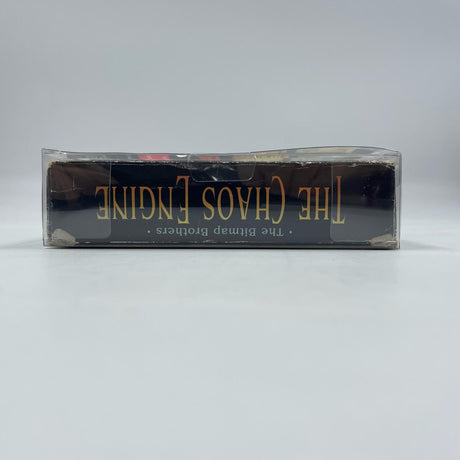 • The Bitmap Brothers •
THE CHAOS ENGINE